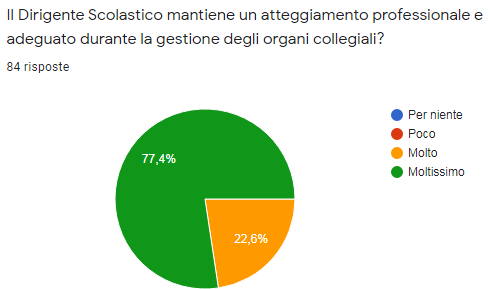 Il Dirigente Scolastico mantiene un atteggiamento professionale e
adeguato durante la gestione degli organi collegiali?
84 risposte
Per niente
Poco
Molto
Moltissimo
77,4%
22,6%